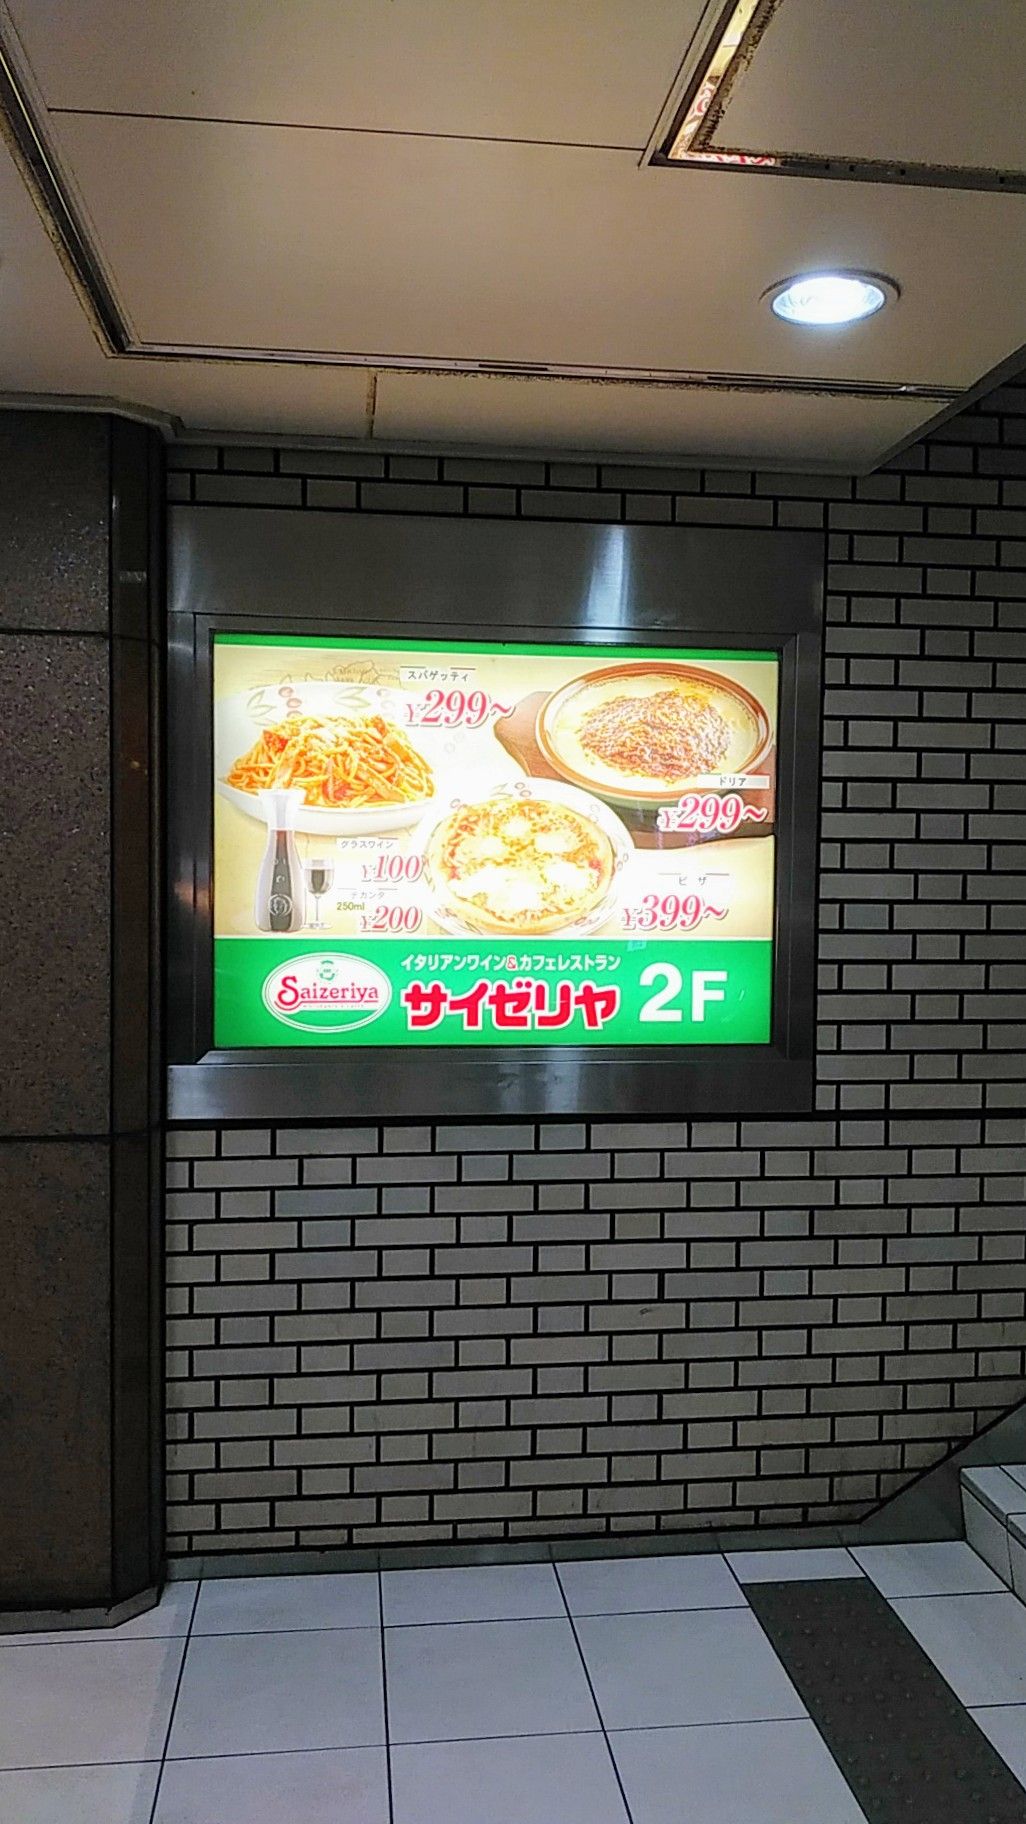 スパゲッティ
¥299~
ドリア
¥299~
グラスワイン
¥100
デカンタ
250ml
¥200
ピザ
¥399~
Saizeriya
イタリアンワイン&カフェレストラン
サイゼリヤ
2F